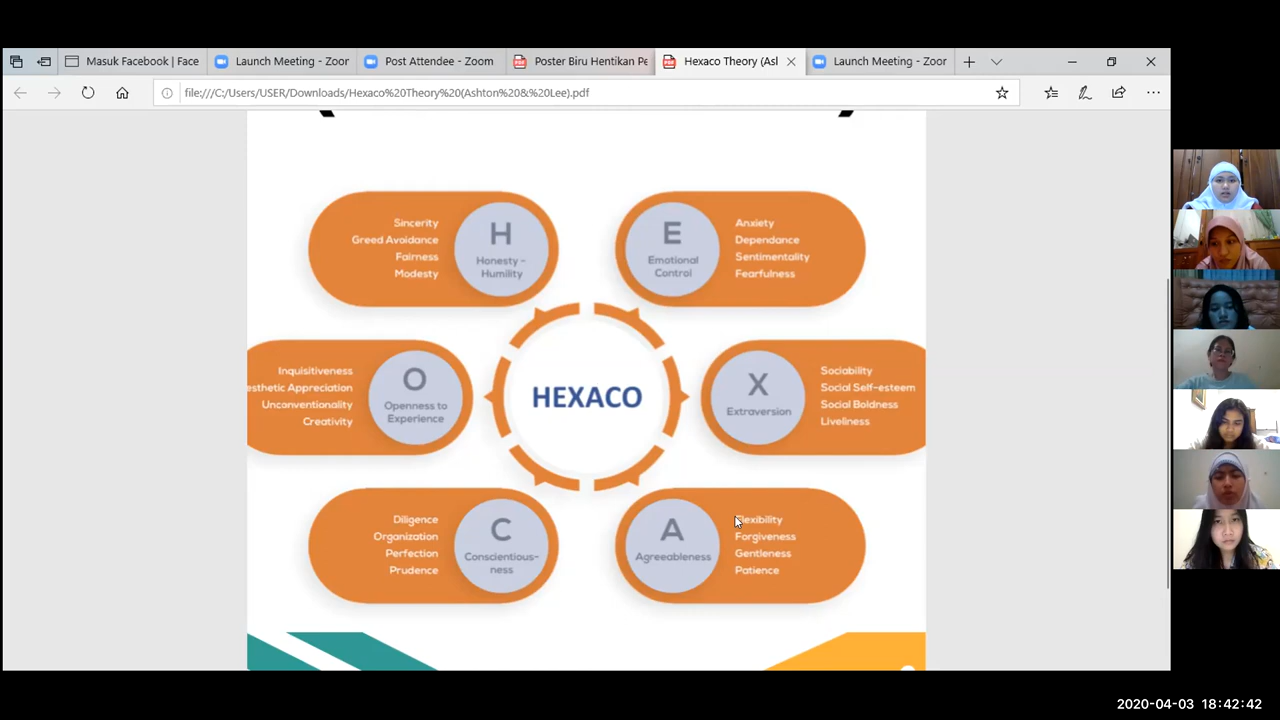 Masuk Facebook | Face
Launch Meeting - Zoor
Post Attendee - Zoom
Poster Biru Hentikan Pe
Hexaco Theory (Asl
Launch Meeting - Zoor
file:///C:/Users/USER/Downloads/Hexaco%20Theory%20(Ashton%20&%20Lee).pdf
Sincerity
Greed Avoidance
Fairness
Modesty
H
Honesty -
Humility
E
Emotional
Control
Anxiety
Dependance
Sentimentality
Fearfulness
Inquisitiveness
esthetic Appreciation
Unconventionality
Creativity
O
Openness to
Experience
HEXACO
X
Extraversion
Sociability
Social Self-esteem
Social Boldness
Liveliness
Diligence
Organization
Perfection
Prudence
C
Conscientious-
ness
A
Agreeableness
Flexibility
Forgiveness
Gentleness
Patience
2020-04-03 18:42:42